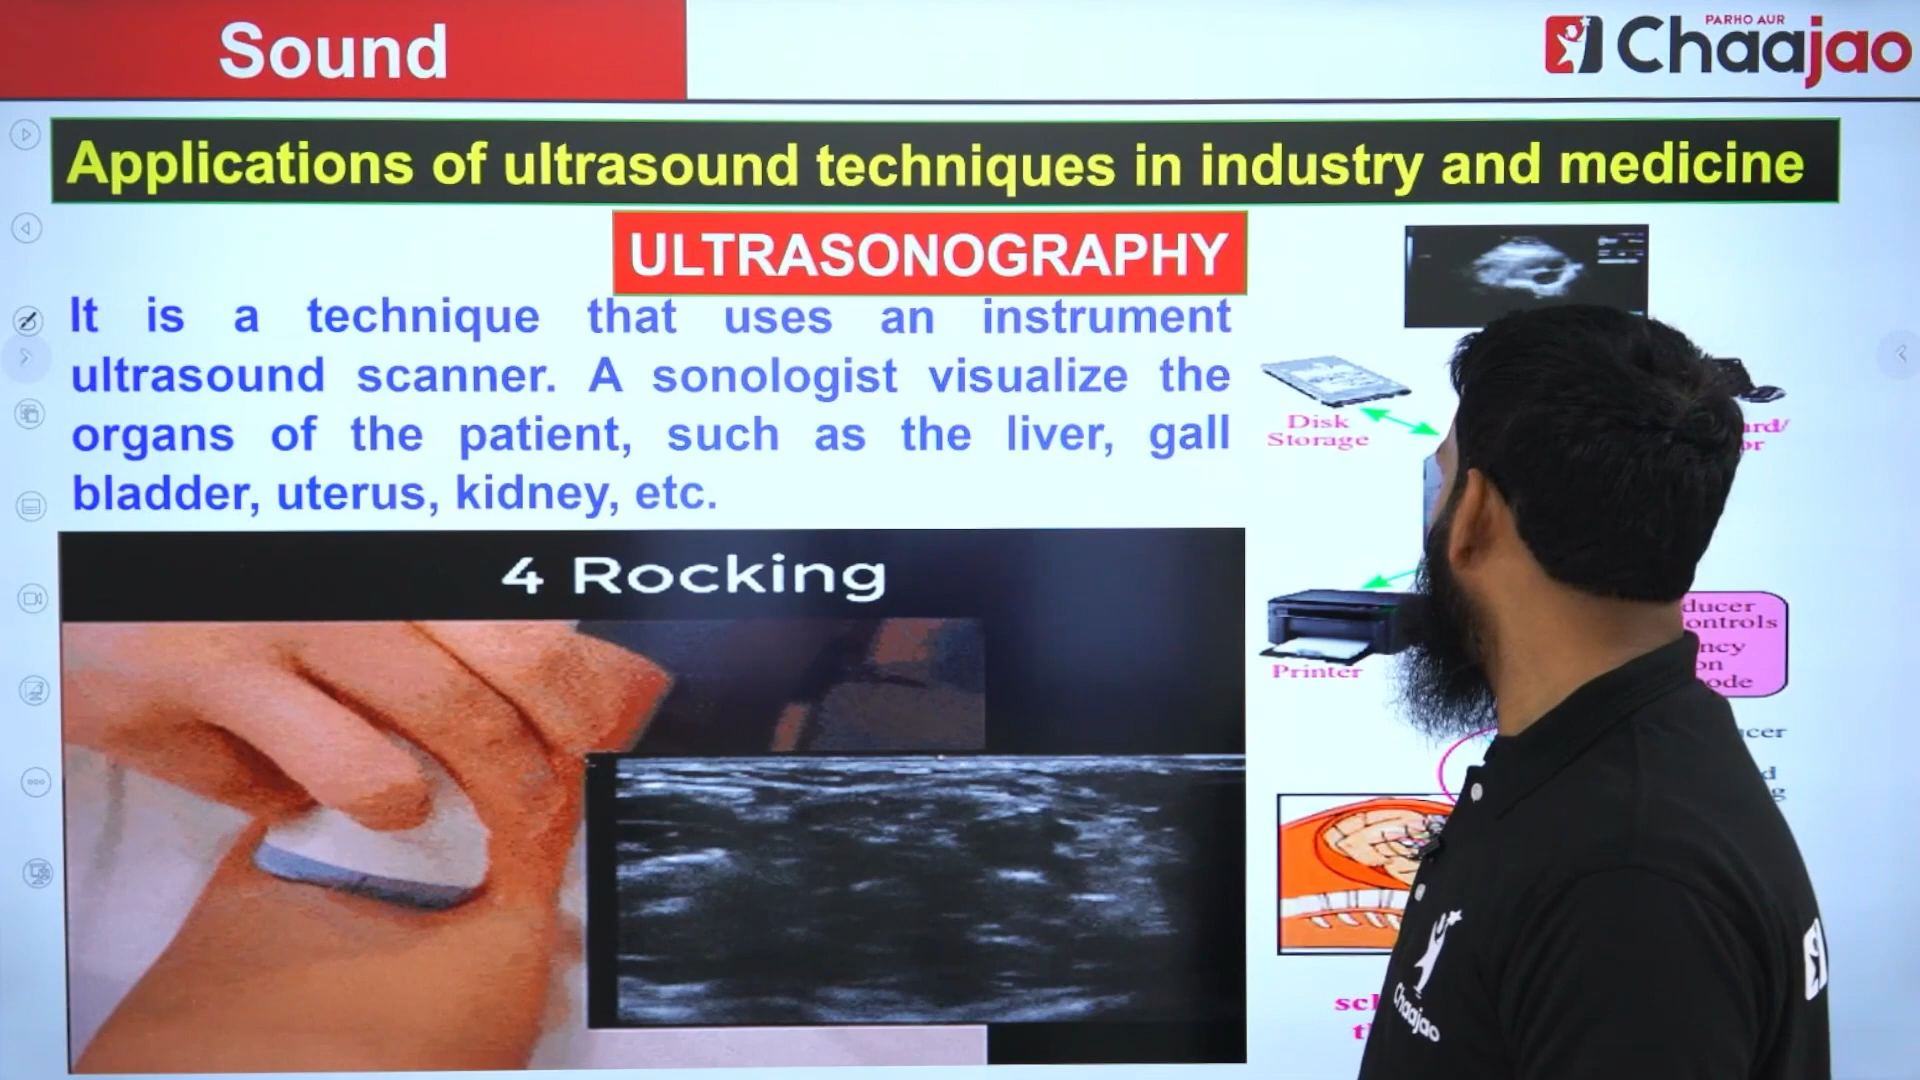 Sound
PARHO AUR
Chaajao
Applications of ultrasound techniques in industry and medicine
ULTRASONOGRAPHY
It is a technique that uses an instrument
ultrasound scanner. A sonologist visualize the
organs of the patient, such as the liver, gall
bladder, uterus, kidney, etc.
4 Rocking
Disk
Storage
Printer
Chaajao